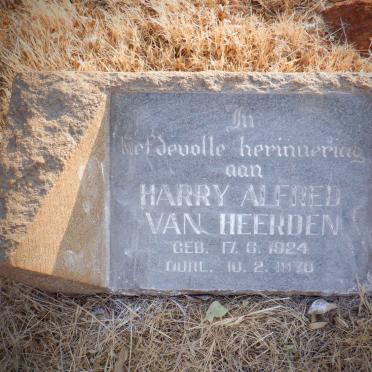 In
liefdevolle herinnering
aan
HARRY ALFRED
VAN HEERDEN
GEB. 17. 6. 1924
OORL. 10. 2. 1970